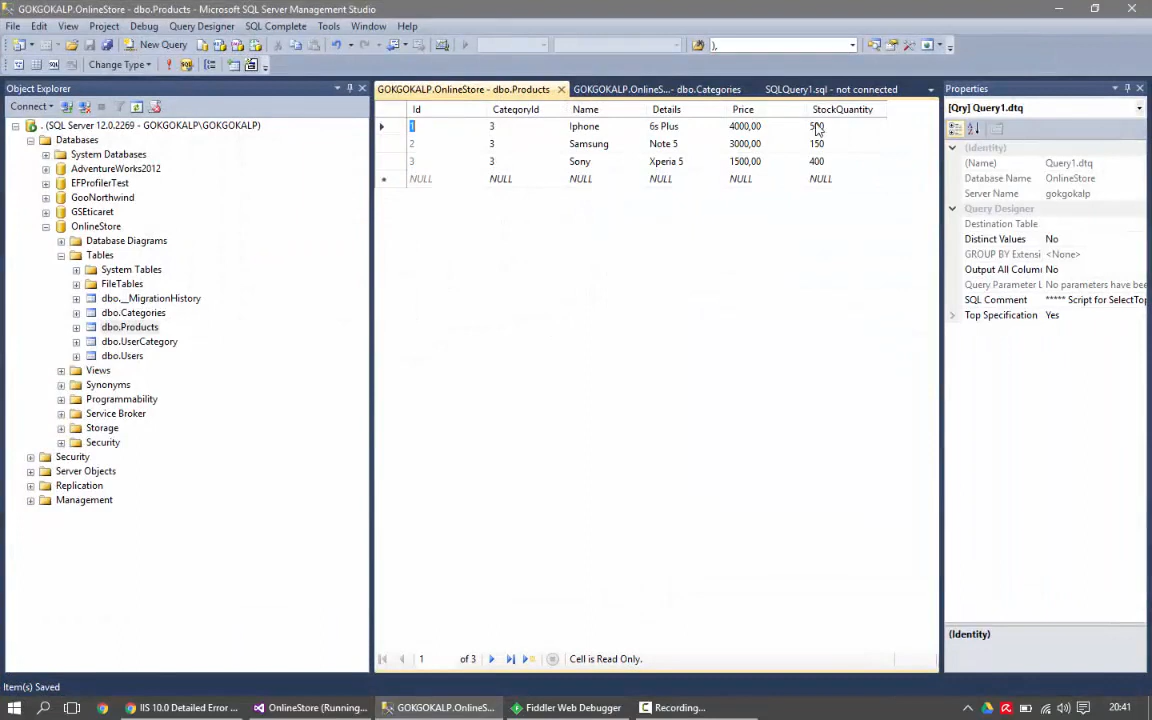 GOKGOKALP.OnlineStore - dbo.Products - Microsoft SQL Server Management Studio
File Edit View Project Debug Query Designer SQL Complete Tools Window Help
New Query ),
Change Type
Object Explorer
Connect
. (SQL Server 12.0.2269 - GOKGOKALP\GOKGOKALP)
Databases
System Databases
AdventureWorks2012
EFProfilerTest
GooNorthwind
GSEticaret
OnlineStore
Database Diagrams
Tables
System Tables
FileTables
dbo.__MigrationHistory
dbo.Categories
dbo.Products
dbo.UserCategory
dbo.Users
Views
Synonyms
Programmability
Service Broker
Storage
Security
Security
Server Objects
Replication
Management
GOKGOKALP.OnlineStore - dbo.Products GOKGOKALP.OnlineS... - dbo.Categories SQLQuery1.sql - not connected
Id CategoryId Name Details Price StockQuantity
1 3 Iphone 6s Plus 4000,00 500
2 3 Samsung Note 5 3000,00 150
3 3 Sony Xperia 5 1500,00 400
NULL NULL NULL NULL NULL NULL
1 of 3 Cell is Read Only.
Properties
[Qry] Query1.dtq
(Identity)
(Name) Query1.dtq
Database Name OnlineStore
Server Name gokgokalp
Query Designer
Destination Table
Distinct Values No
GROUP BY Extensi <None>
Output All Colum No
Query Parameter L No parameters have bee
SQL Comment ***** Script for SelectTop
Top Specification Yes
(Identity)
Item(s) Saved
IIS 10.0 Detailed Error ... OnlineStore (Running... GOKGOKALP.OnlineS... Fiddler Web Debugger Recording... 20:41